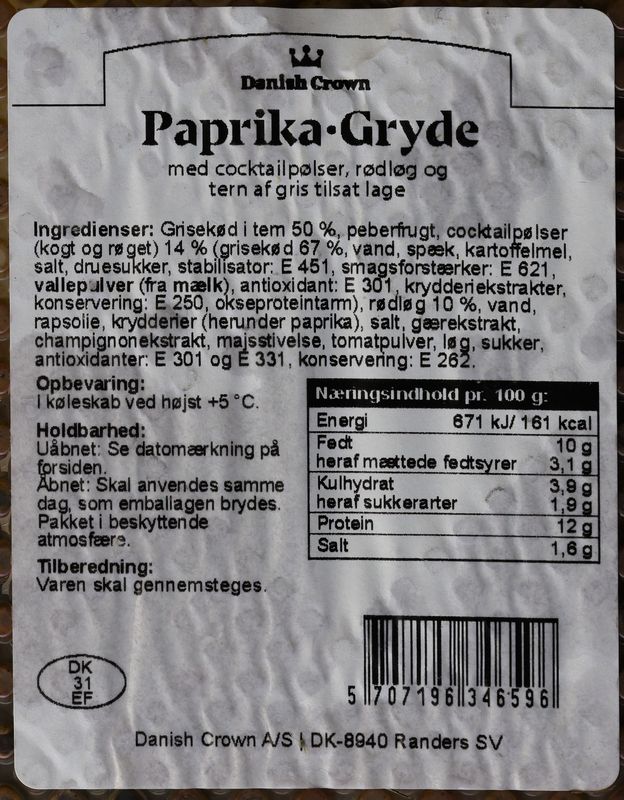 Danish Crown
Paprika•Gryde
med cocktailpølser, rødløg og
tern af gris tilsat lage
Ingredienser: Grisekød i tern 50 %, peberfrugt, cocktailpølser
(kogt og røget) 14 % (grisekød 67 %, vand, spæk, kartoffelmel,
salt, druesukker, stabilisator: E 451, smagsforstærker: E 621,
vallepulver (fra mælk), antioxidant: E 301, krydderiekstrakter,
konservering: E 250, okseproteintarm), rødløg 10 %, vand,
rapsolie, krydderier (herunder paprika), salt, gærekstrakt,
champignonekstrakt, majsstivelse, tomatpulver, løg, sukker,
antioxidanter: E 301 og E 331, konservering: E 262.
Opbevaring:
I køleskab ved højst +5 °C.
Holdbarhed:
Uåbnet: Se datomærkning på
forsiden.
Åbnet: Skal anvendes samme
dag, som emballagen brydes.
Pakket i beskyttende
atmosfære.
Tilberedning:
Varen skal gennemsteges.
Næringsindhold pr. 100 g:
Energi 671 kJ/ 161 kcal
Fedt 10 g
heraf mættede fedtsyrer 3,1 g
Kulhydrat 3,9 g
heraf sukkerarter 1,9 g
Protein 12 g
Salt 1,6 g
DK
31
EF
5 707196 346596
Danish Crown A/S | DK-8940 Randers SV